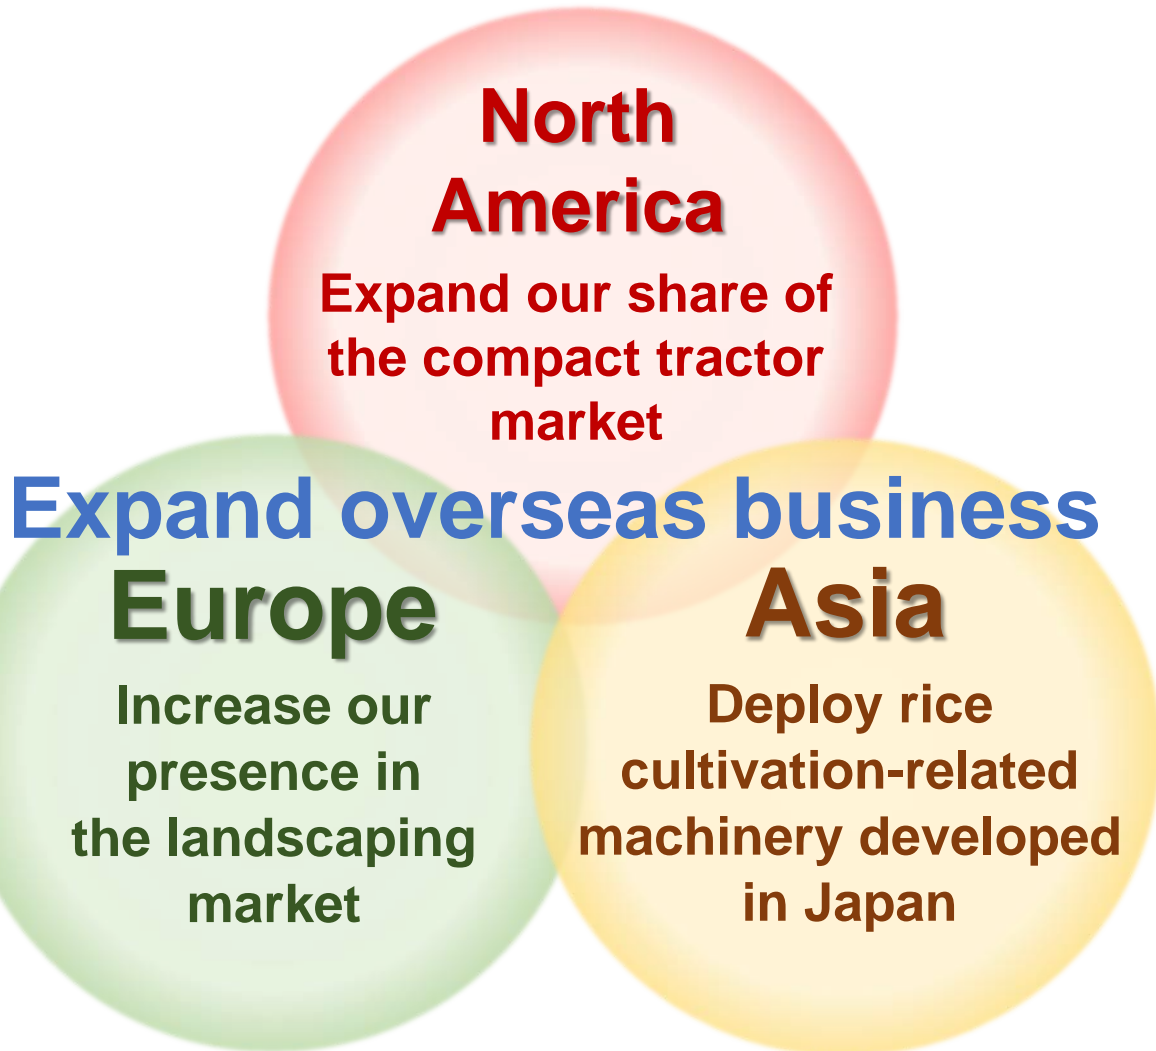 North
America
Expand our share of
the compact tractor
market
Expand overseas business
Europe
Increase our
presence in
the landscaping
market
Asia
Deploy rice
cultivation-related
machinery developed
in Japan